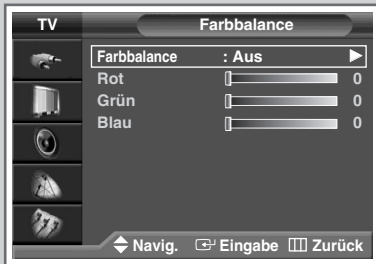 TV Farbbalance
Farbbalance : Aus
Rot 0
Grün 0
Blau 0
Navig. Eingabe Zurück